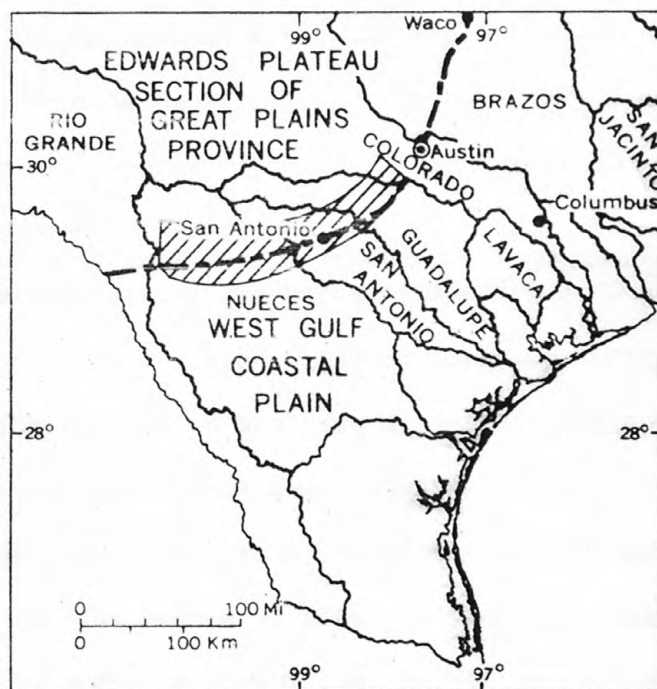 99°
Waco
97°
EDWARDS PLATEAU
SECTION OF
GREAT PLAINS
PROVINCE
RIO
GRANDE
BRAZOS
SAN
JACINTO
30°
Austin
COLORADO
Columbus
San Antonio
GUADALUPE
LAVACA
SAN
ANTONIO
NUECES
WEST GULF
COASTAL
PLAIN
28°
28°
0 100 Mi
0 100 Km
99°
97°